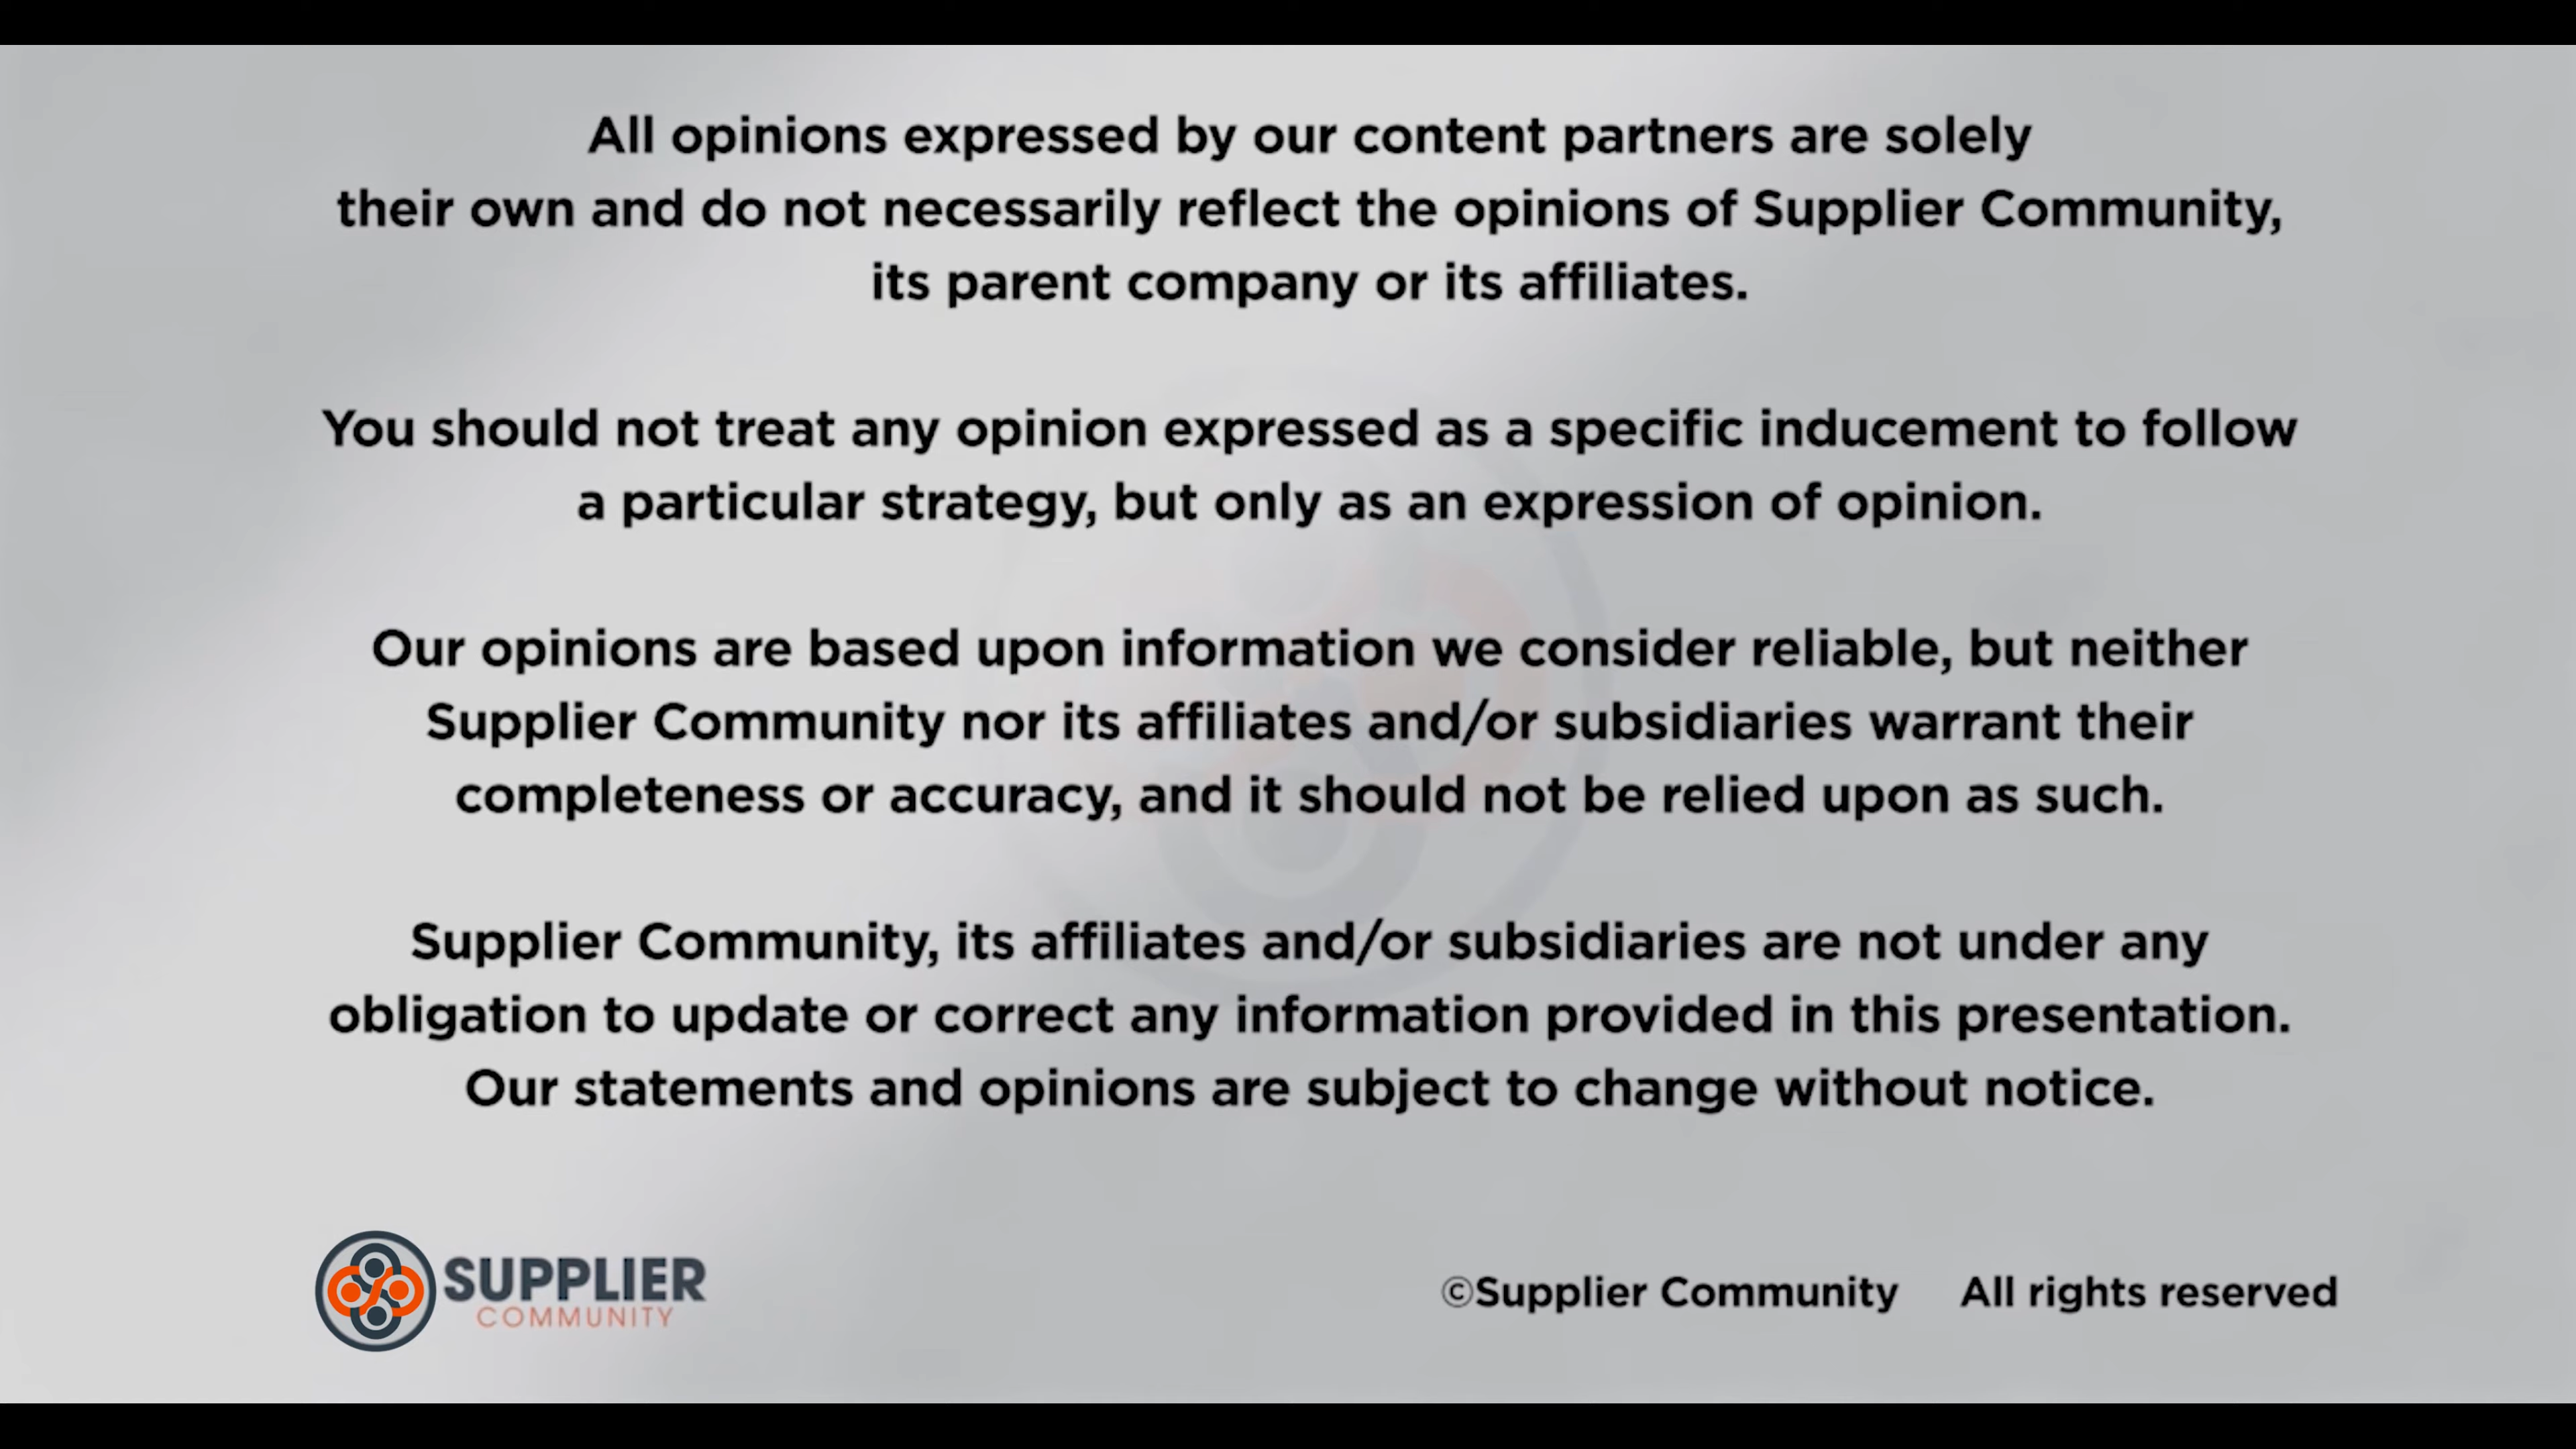 All opinions expressed by our content partners are solely
their own and do not necessarily reflect the opinions of Supplier Community,
its parent company or its affiliates.
You should not treat any opinion expressed as a specific inducement to follow
a particular strategy, but only as an expression of opinion.
Our opinions are based upon information we consider reliable, but neither
Supplier Community nor its affiliates and/or subsidiaries warrant their
completeness or accuracy, and it should not be relied upon as such.
Supplier Community, its affiliates and/or subsidiaries are not under any
obligation to update or correct any information provided in this presentation.
Our statements and opinions are subject to change without notice.
SUPPLIER
COMMUNITY
©Supplier Community All rights reserved